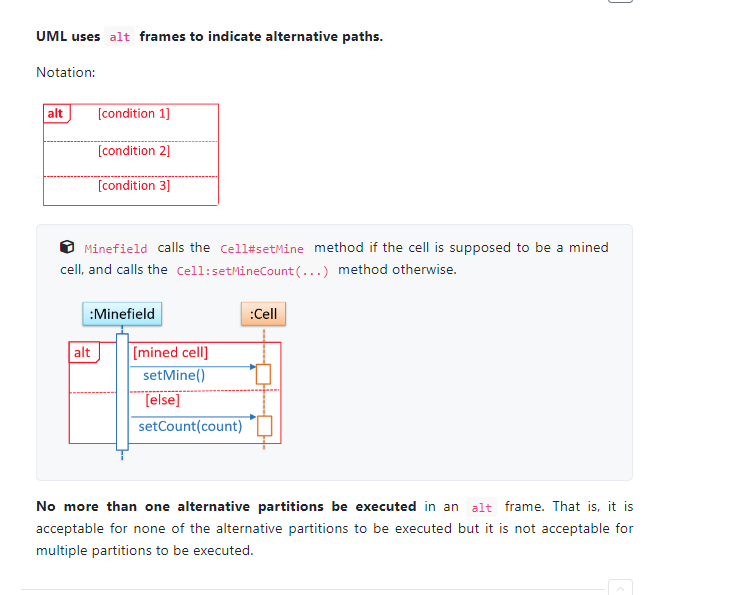 UML uses alt frames to indicate alternative paths.
Notation:
alt [condition 1]
[condition 2]
[condition 3]
Minefield calls the Cell#setMine method if the cell is supposed to be a mined
cell, and calls the Cell:setMineCount(...) method otherwise.
:Minefield :Cell
alt [mined cell]
setMine()
[else]
setCount(count)
No more than one alternative partitions be executed in an alt frame. That is, it is
acceptable for none of the alternative partitions to be executed but it is not acceptable for
multiple partitions to be executed.